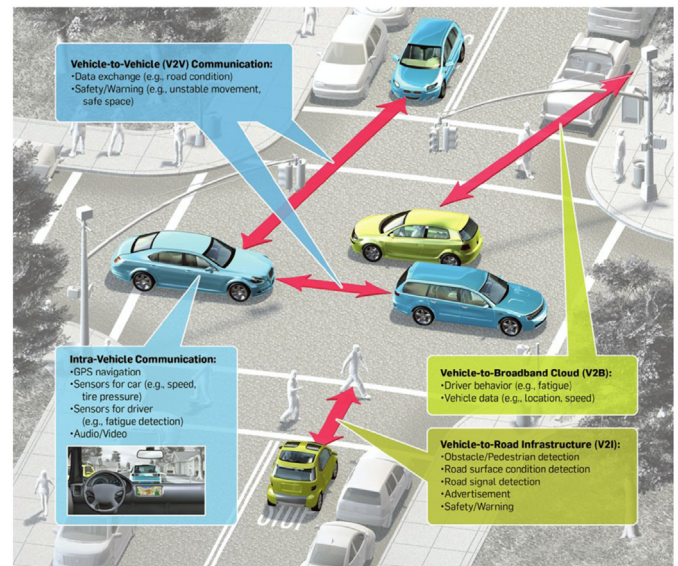 Vehicle-to-Vehicle (V2V) Communication:
•Data exchange (e.g., road condition)
•Safety/Warning (e.g., unstable movement,
safe space)
Intra-Vehicle Communication:
•GPS navigation
•Sensors for car (e.g., speed,
tire pressure)
•Sensors for driver
(e.g., fatigue detection)
•Audio/Video
Vehicle-to-Broadband Cloud (V2B):
•Driver behavior (e.g., fatigue)
•Vehicle data (e.g., location, speed)
Vehicle-to-Road Infrastructure (V2I):
•Obstacle/Pedestrian detection
•Road surface condition detection
•Road signal detection
•Advertisement
•Safety/Warning